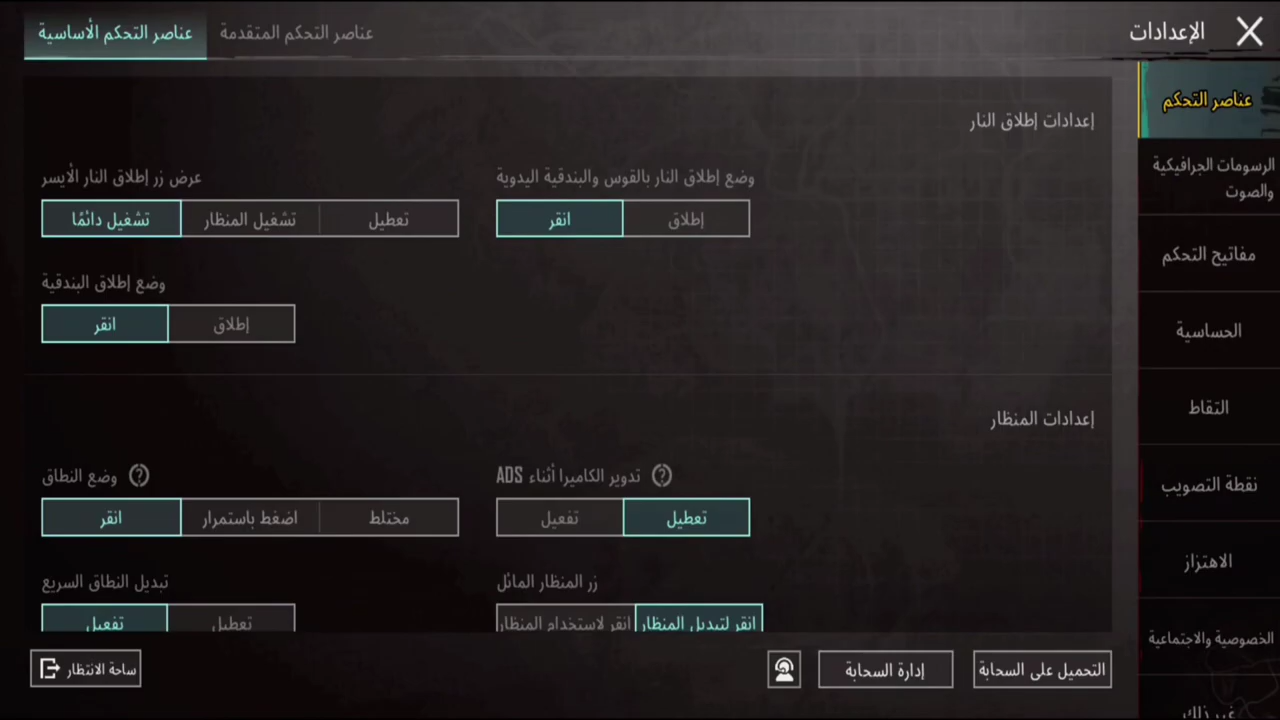 الإعدادات
عناصر التحكم المتقدمة
عناصر التحكم الأساسية
عناصر التحكم
الرسومات الجرافيكية
والصوت
مفاتيح التحكم
الحساسية
التقاط
نقطة التصويب
الاهتزاز
الخصوصية والاجتماعية
غير ذلك
إعدادات إطلاق النار
وضع إطلاق النار بالقوس والبندقية اليدوية
إطلاق
انقر
عرض زر إطلاق النار الأيسر
تعطيل
تشغيل المنظار
تشغيل دائمًا
وضع إطلاق البندقية
إطلاق
انقر
إعدادات المنظار
تدوير الكاميرا أثناء ADS
تعطيل
تفعيل
وضع النطاق
مختلط
اضغط باستمرار
انقر
زر المنظار المائل
انقر لتبديل المنظار
انقر لاستخدام المنظار
تبديل النطاق السريع
تعطيل
تفعيل
التحميل على السحابة
إدارة السحابة
ساحة الانتظار